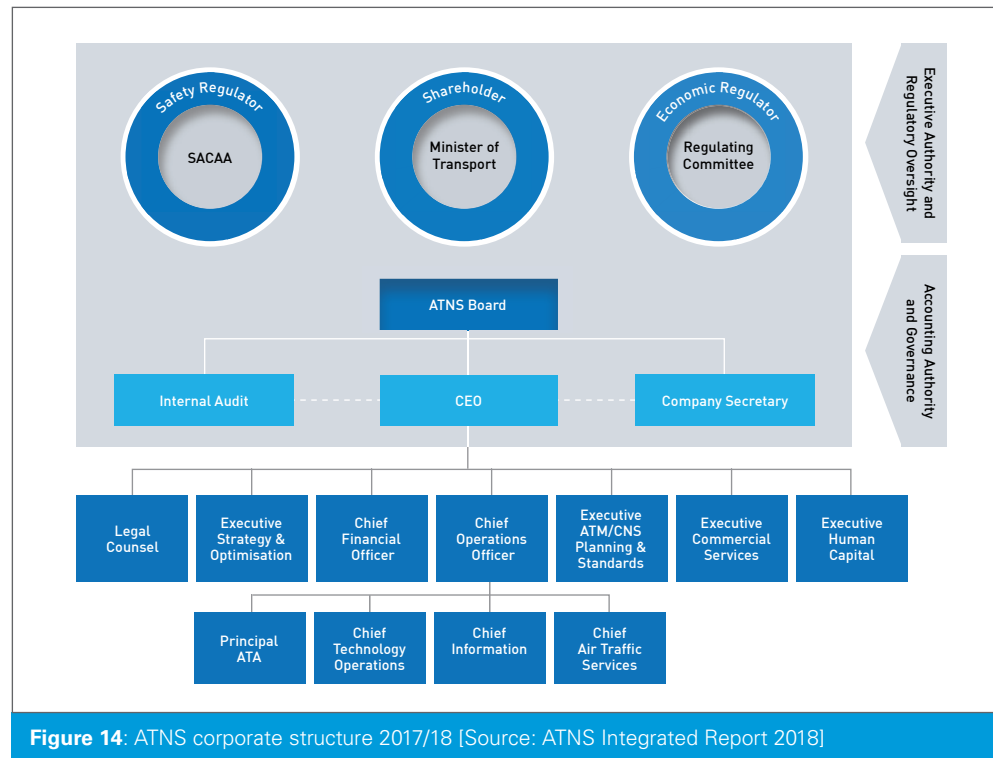 Safety Regulator
SACAA
Shareholder
Minister of
Transport
Economic Regulator
Regulating
Committee
Executive Authority and
Regulatory Oversight
ATNS Board
Internal Audit
CEO
Company Secretary
Accounting Authority
and Governance
Legal
Counsel
Executive
Strategy &
Optimisation
Chief
Financial
Officer
Chief
Operations
Officer
Executive
ATM/CNS
Planning &
Standards
Executive
Commercial
Services
Executive
Human
Capital
Principal
ATA
Chief
Technology
Operations
Chief
Information
Chief
Air Traffic
Services
Figure 14: ATNS corporate structure 2017/18 [Source: ATNS Integrated Report 2018]